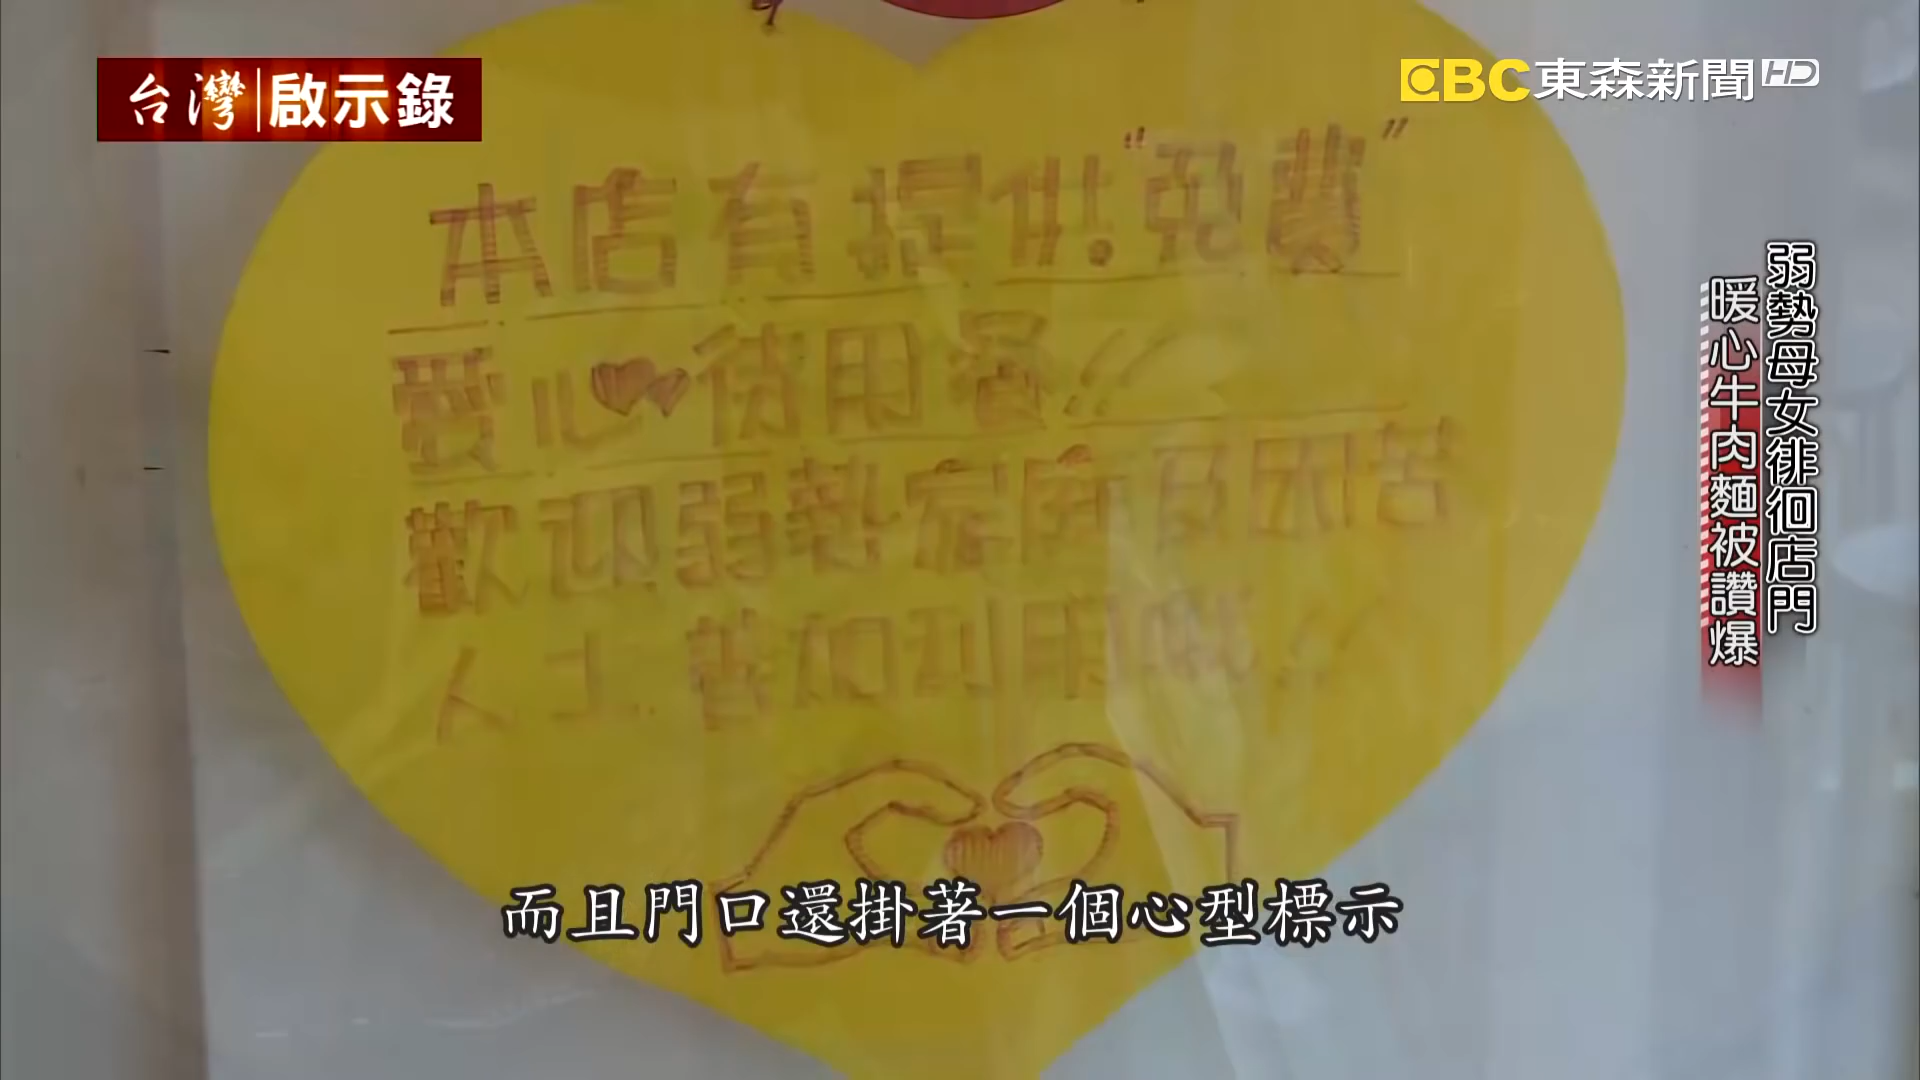 台灣啟示錄
EBC東森新聞HD
本店有提供"免費"
愛心待用餐!!
歡迎弱勢家庭及困苦
人士多加利用
弱勢母女徘徊店門
暖心牛肉麵被讚爆
而且門口還掛著一個心型標示